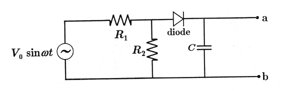 a
R₁
diode
V₀ sinωt
R₂
C
b